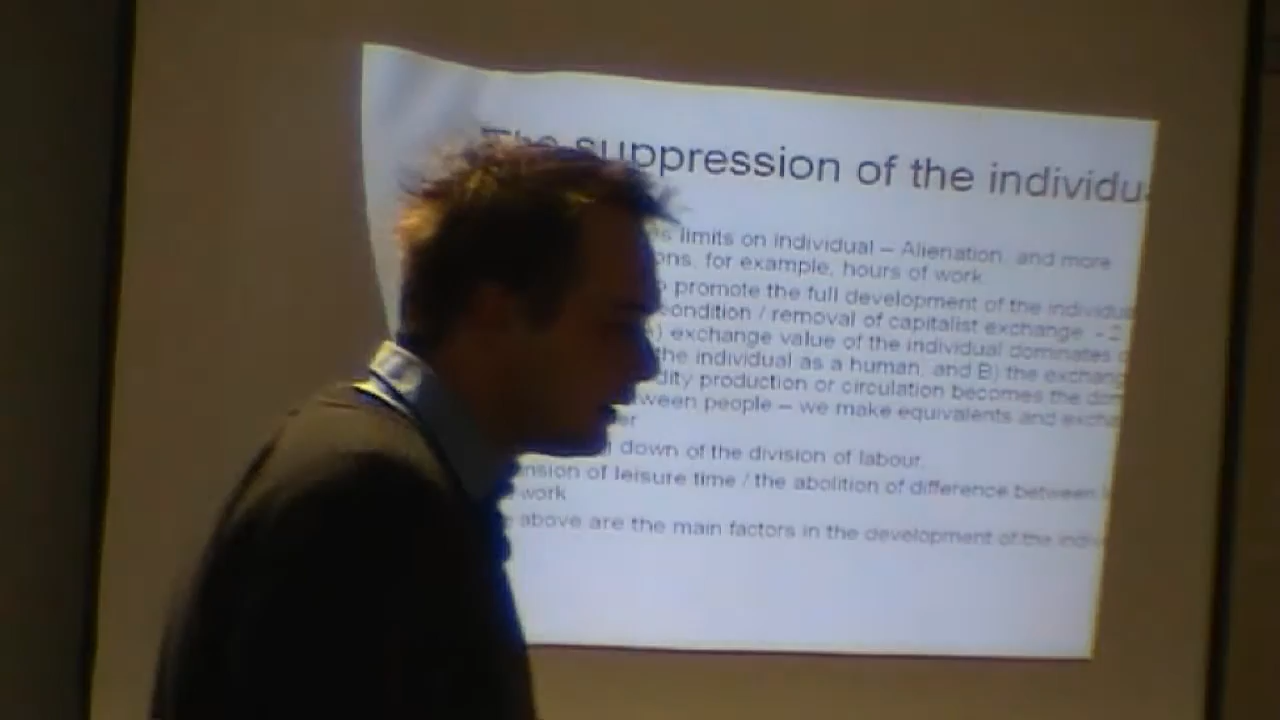 The suppression of the individu
limits on individual – Alienation, and more
ons, for example, hours of work
promote the full development of the individual
condition / removal of capitalist exchange - 2
) exchange value of the individual dominates
the individual as a human, and B) the exchang
dity production or circulation becomes the dom
ween people – we make equivalents and excha
er
down of the division of labour.
nsion of leisure time / the abolition of difference between
work
above are the main factors in the development of the indiv